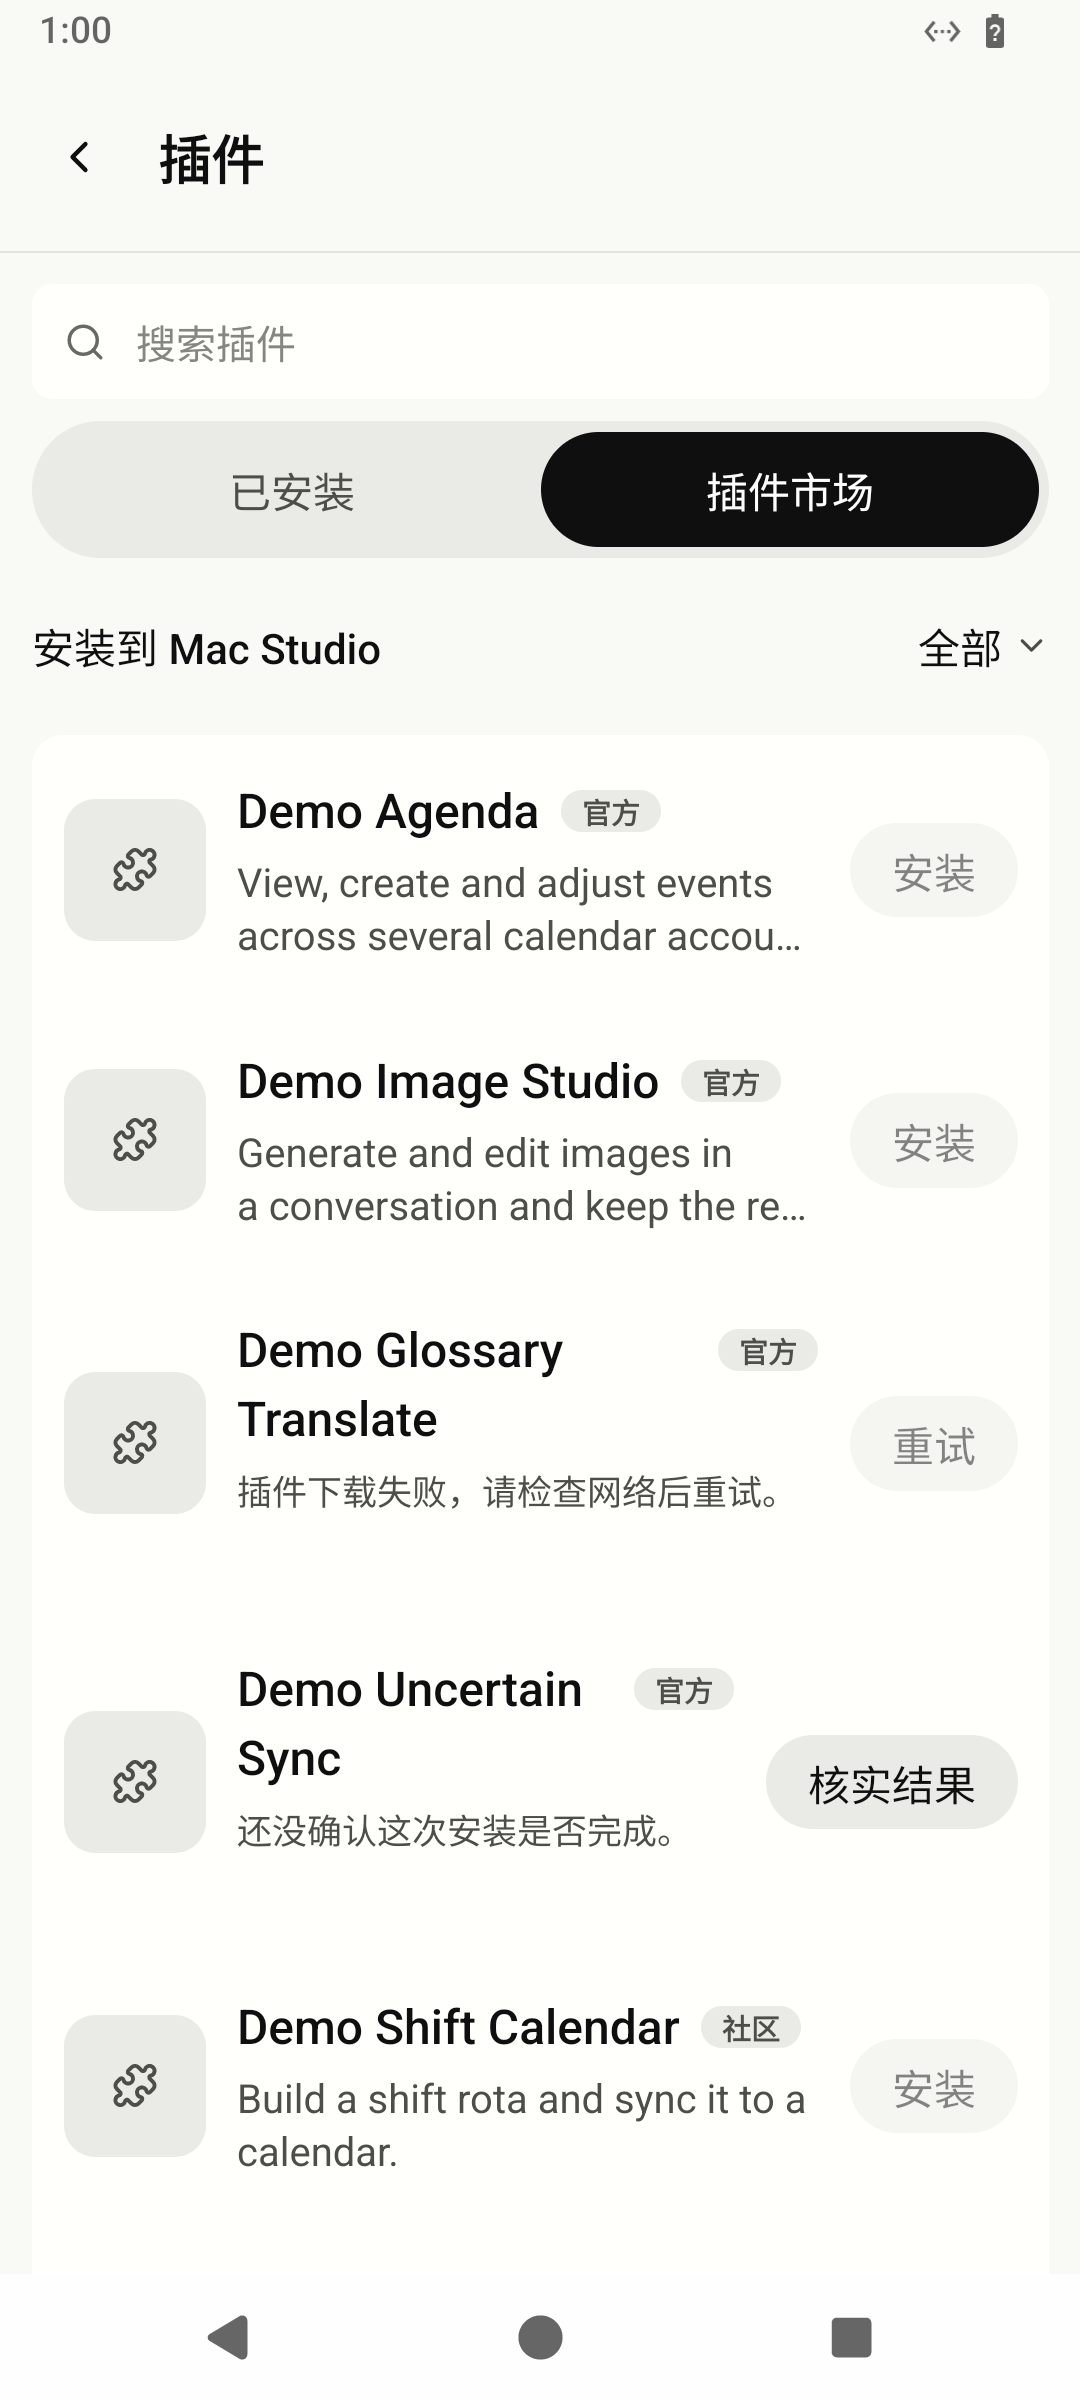 1:00
插件
搜索插件
已安装
插件市场
安装到 Mac Studio
全部
Demo Agenda 官方
View, create and adjust events
across several calendar accou...
安装
Demo Image Studio 官方
Generate and edit images in
a conversation and keep the re...
安装
Demo Glossary 官方
Translate
插件下载失败，请检查网络后重试。
重试
Demo Uncertain 官方
Sync
还没确认这次安装是否完成。
核实结果
Demo Shift Calendar 社区
Build a shift rota and sync it to a
calendar.
安装